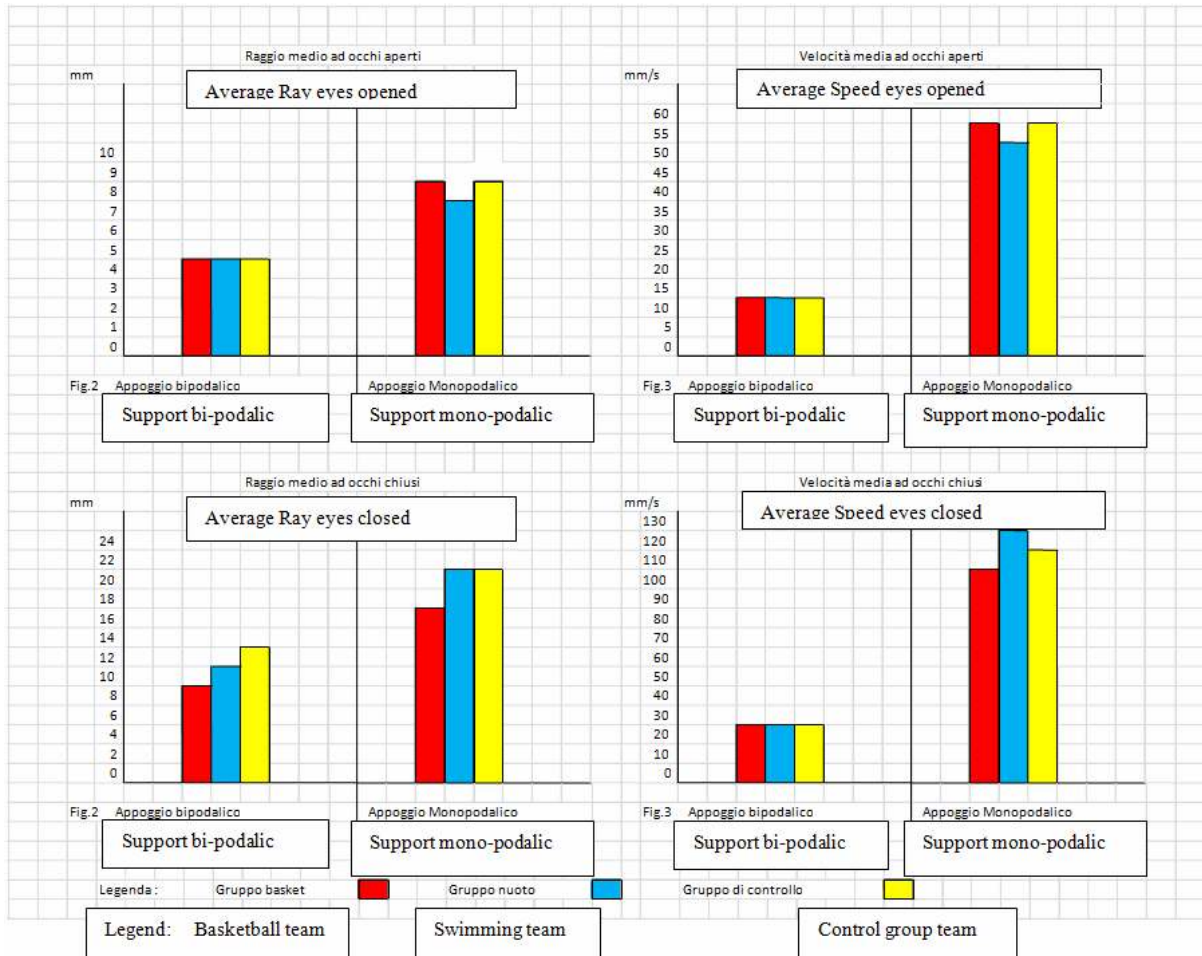 Raggio medio ad occhi aperti
mm
Average Ray eyes opened
10
9
8
7
6
5
4
3
2
1
0
Fig.2 Appoggio bipodalico
Appoggio Monopodalico
Support bi-podalic
Support mono-podalic
Velocità media ad occhi aperti
mm/s
Average Speed eyes opened
60
55
50
45
40
35
30
25
20
15
10
5
0
Fig.3 Appoggio bipodalico
Appoggio Monopodalico
Support bi-podalic
Support mono-podalic
Raggio medio ad occhi chiusi
mm
Average Ray eyes closed
24
22
20
18
16
14
12
10
8
6
4
2
0
Fig.2 Appoggio bipodalico
Appoggio Monopodalico
Support bi-podalic
Support mono-podalic
Velocità media ad occhi chiusi
mm/s
Average Speed eyes closed
130
120
110
100
90
80
70
60
50
40
30
20
10
0
Fig.3 Appoggio bipodalico
Appoggio Monopodalico
Support bi-podalic
Support mono-podalic
Legenda : Gruppo basket Gruppo nuoto Gruppo di controllo
Legend: Basketball team Swimming team Control group team